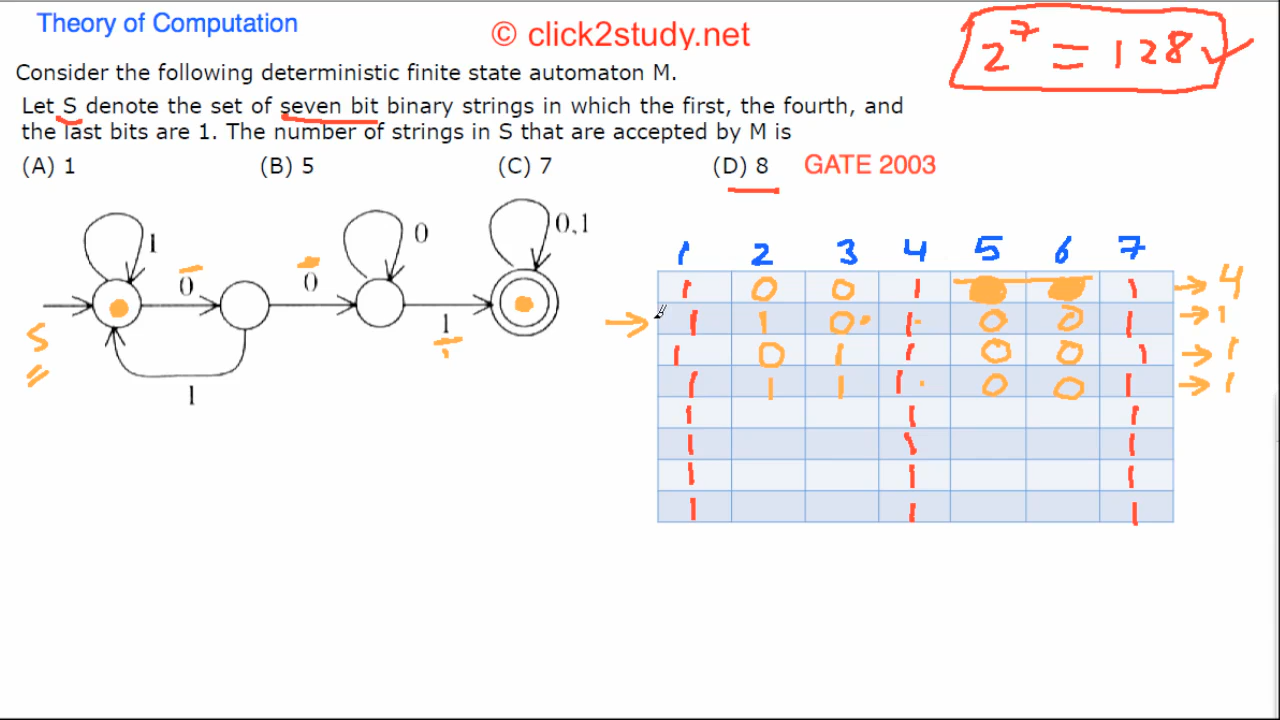 Theory of Computation
© click2study.net
2^7 = 128 ✓
Consider the following deterministic finite state automaton M.
Let S denote the set of seven bit binary strings in which the first, the fourth, and
the last bits are 1. The number of strings in S that are accepted by M is
(A) 1 (B) 5 (C) 7 (D) 8 GATE 2003
1 0 0 0,1
0 0
1
1
S
1 2 3 4 5 6 7
1 0 0 1 1 → 4
→ 1 1 0 1 0 0 1 → 1
1 0 1 1 0 0 1 → 1
1 1 1 1 0 0 1 → 1
1 1 1
1 1 1
1 1 1
1 1 1